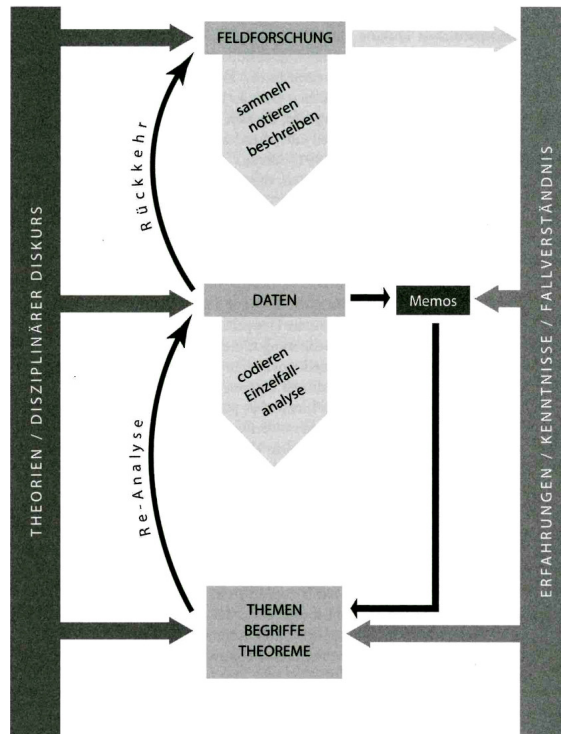 FELDFORSCHUNG
sammeln
notieren
beschreiben
Rückkehr
DATEN
Memos
codieren
Einzelfall-
analyse
Re-Analyse
THEMEN
BEGRIFFE
THEOREME
THEORIEN / DISZIPLINÄRER DISKURS
ERFAHRUNGEN / KENNTNISSE / FALLVERSTÄNDNIS